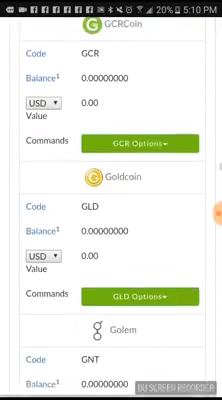 20% 5:10 PM
GCRCoin
Code GCR
Balance1 0.00000000
USD 0.00
Value
Commands GCR Options
Goldcoin
Code GLD
Balance1 0.00000000
USD 0.00
Value
Commands GLD Options
Golem
Code GNT
Balance1 0.00000000
DU SCREEN RECORDER